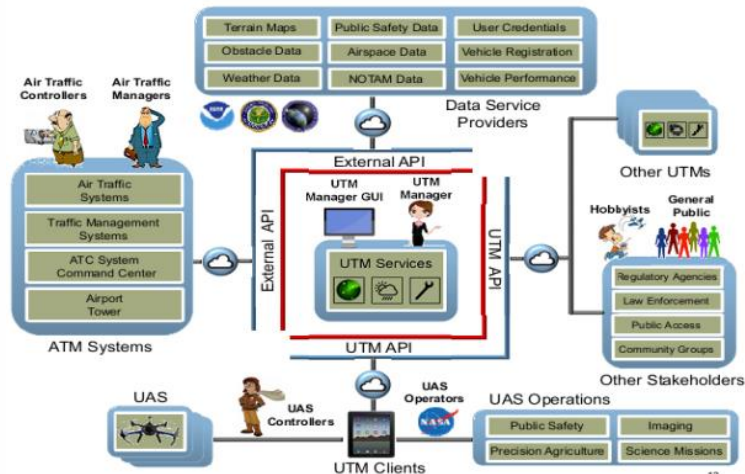 Terrain Maps
Public Safety Data
User Credentials
Obstacle Data
Airspace Data
Vehicle Registration
Weather Data
NOTAM Data
Vehicle Performance
Data Service
Providers
Air Traffic
Controllers
Air Traffic
Managers
Air Traffic
Systems
Traffic Management
Systems
ATC System
Command Center
Airport
Tower
ATM Systems
External API
External API
UTM
Manager GUI
UTM
Manager
UTM Services
UTM API
UTM API
Other UTMs
Hobbyists
General
Public
Regulatory Agencies
Law Enforcement
Public Access
Community Groups
Other Stakeholders
UAS
UAS
Controllers
UTM Clients
UAS
Operators
NASA
UAS Operations
Public Safety
Imaging
Precision Agriculture
Science Missions